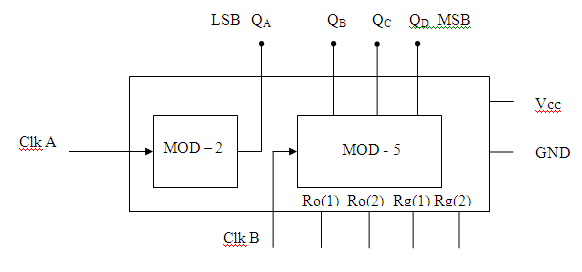 LSB QA QB QC QD MSB
Vcc
Clk A
MOD – 2
MOD - 5
GND
Ro(1) Ro(2) Rg(1) Rg(2)
Clk B